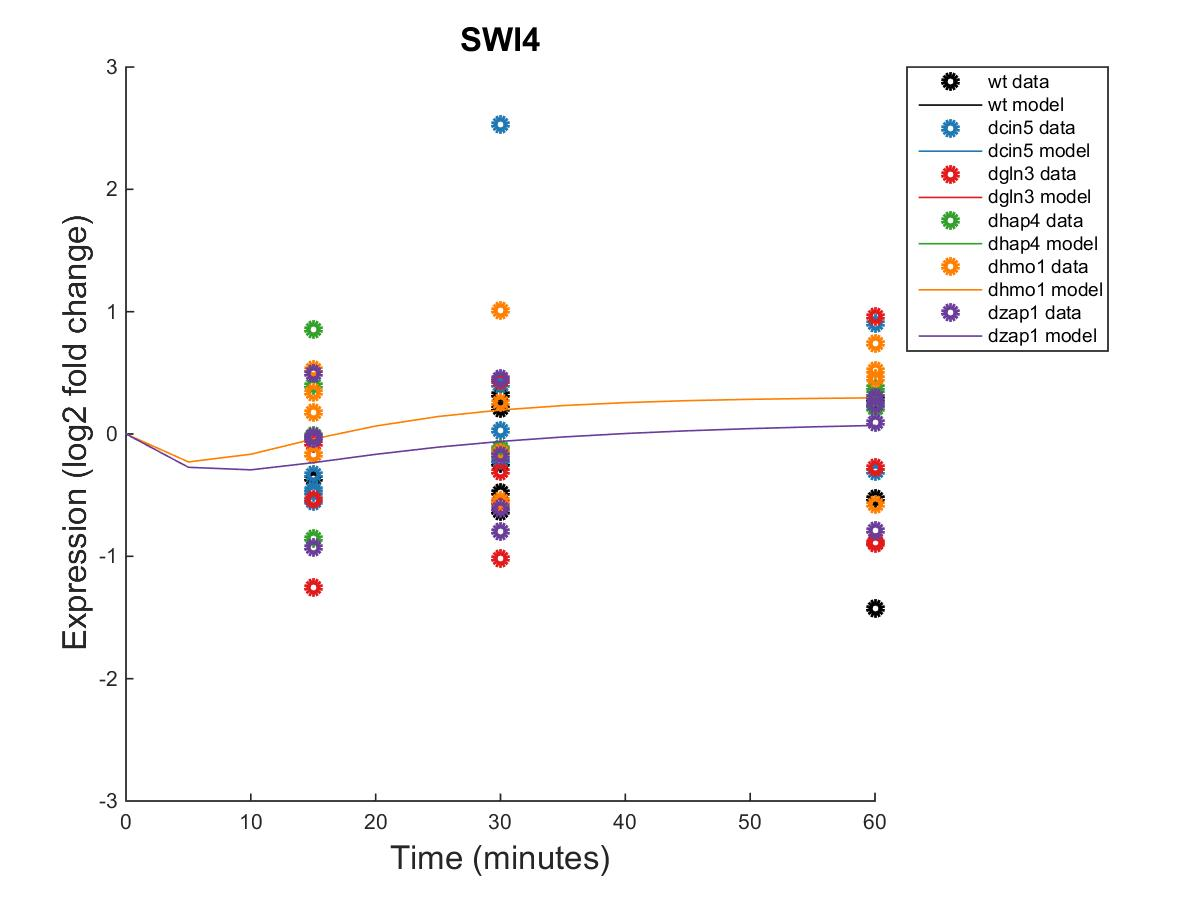 SWI4
3
2
1
0
-1
-2
-3
Expression (log2 fold change)
0 10 20 30 40 50 60
Time (minutes)
wt data
wt model
dcin5 data
dcin5 model
dgln3 data
dgln3 model
dhap4 data
dhap4 model
dhmo1 data
dhmo1 model
dzap1 data
dzap1 model